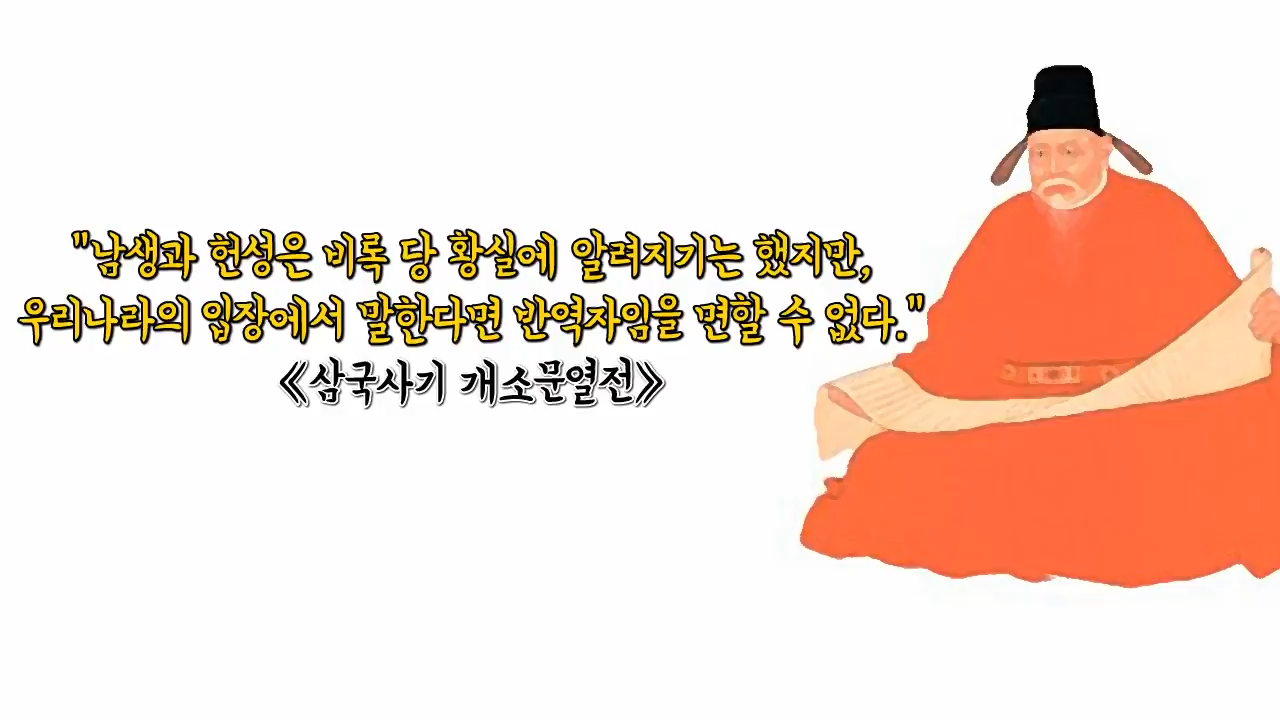 "남생과 헌성은 비록 당 황실에 알려지기는 했지만,
우리나라의 입장에서 말한다면 반역자임을 면할 수 없다."
《삼국사기 개소문열전》